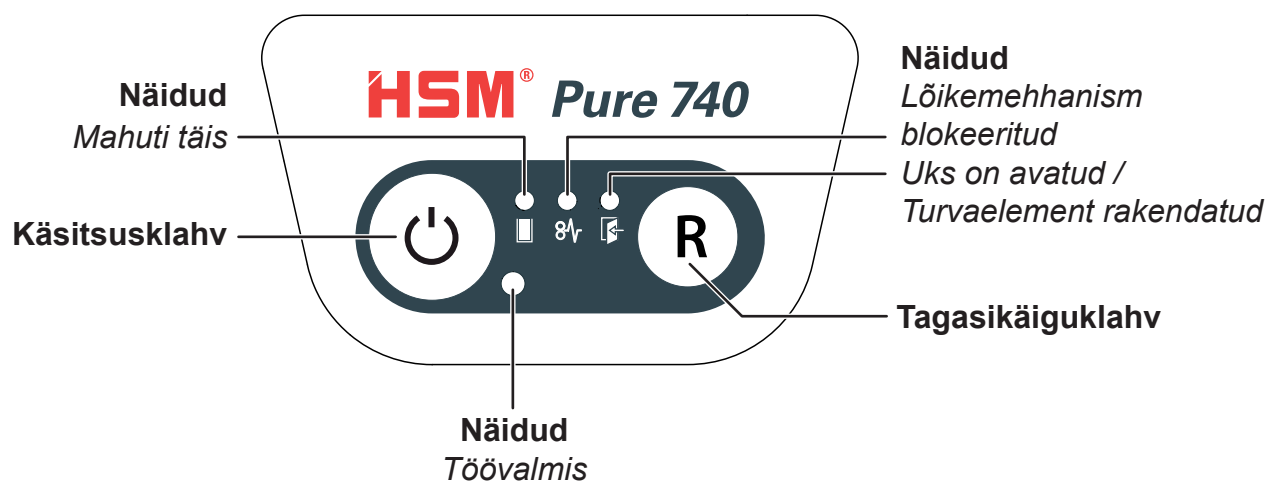 Näidud
Mahuti täis
Käsitsusklahv
HSM® Pure 740
R
Näidud
Lõikemehhanism
blokeeritud
Uks on avatud /
Turvaelement rakendatud
Tagasikäiguklahv
Näidud
Töövalmis